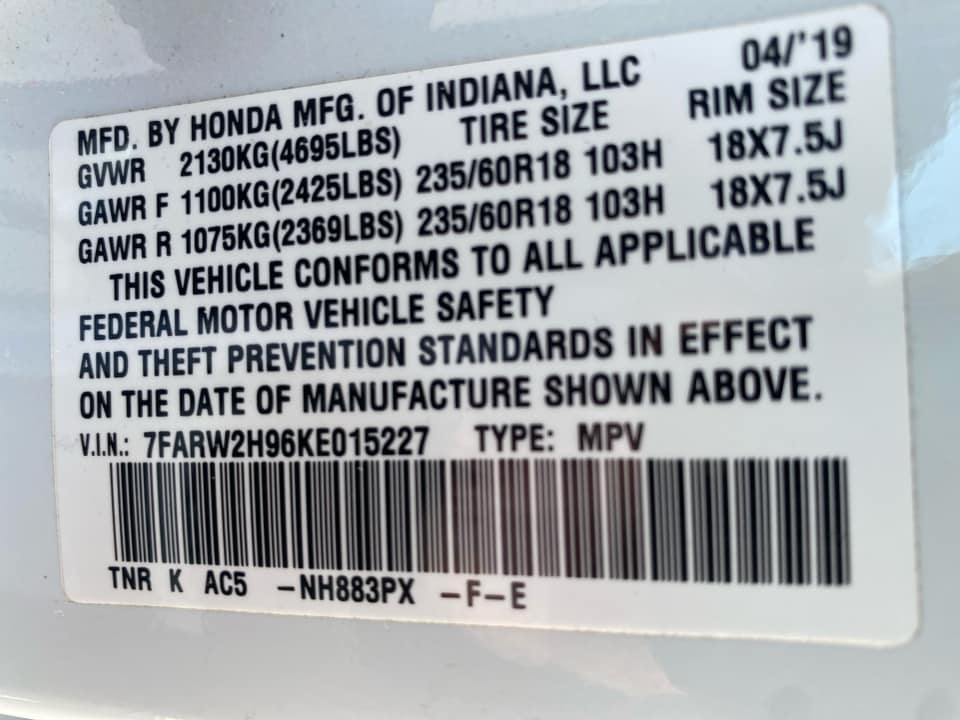 04/'19
MFD. BY HONDA MFG. OF INDIANA, LLC
GVWR 2130KG(4695LBS) TIRE SIZE RIM SIZE
GAWR F 1100KG(2425LBS) 235/60R18 103H 18X7.5J
GAWR R 1075KG(2369LBS) 235/60R18 103H 18X7.5J
THIS VEHICLE CONFORMS TO ALL APPLICABLE
FEDERAL MOTOR VEHICLE SAFETY
AND THEFT PREVENTION STANDARDS IN EFFECT
ON THE DATE OF MANUFACTURE SHOWN ABOVE.
V.I.N.: 7FARW2H96KE015227 TYPE: MPV
TNR K AC5 -NH883PX -F-E